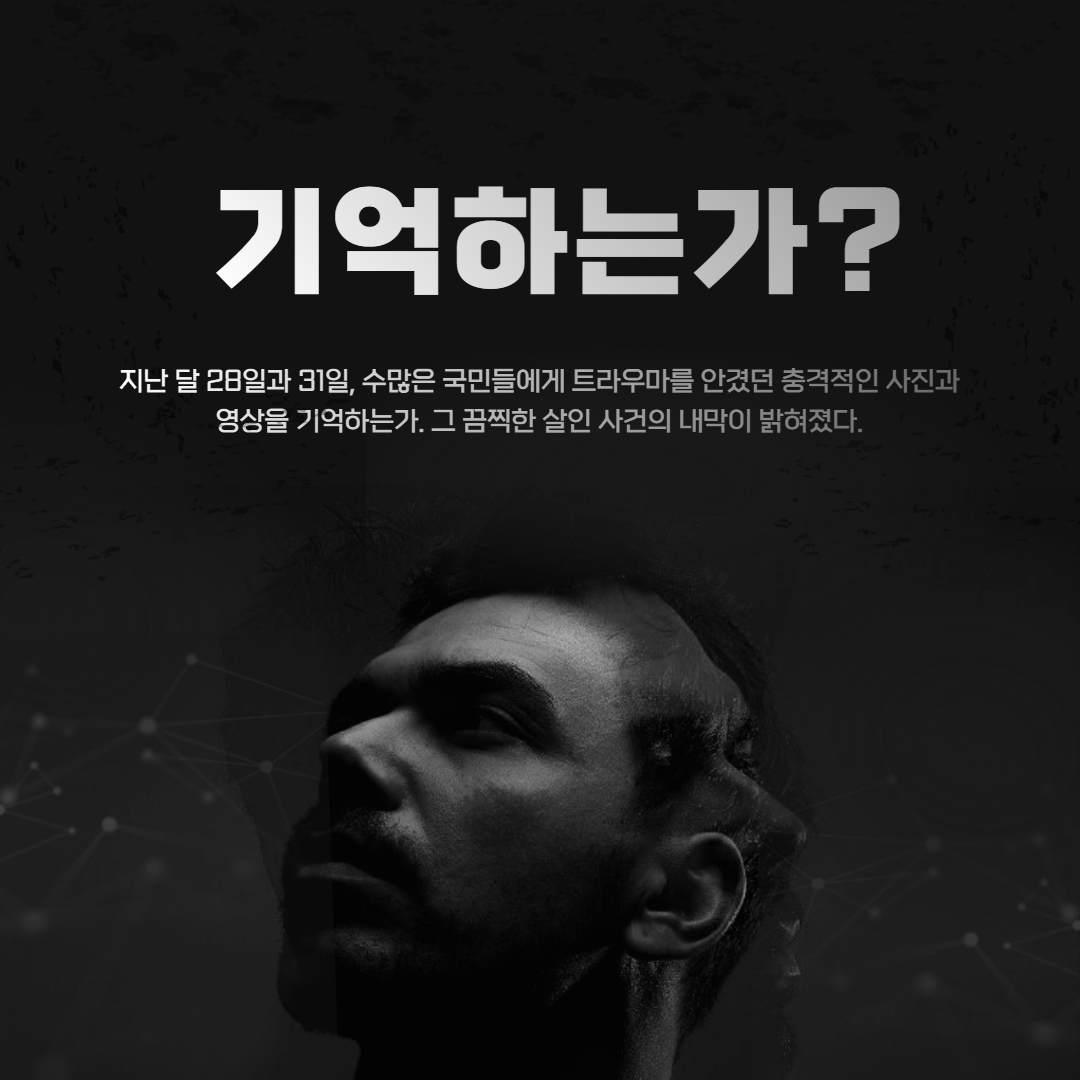 기억하는가?
지난 달 28일과 31일, 수많은 국민들에게 트라우마를 안겼던 충격적인 사진과
영상을 기억하는가. 그 끔찍한 살인 사건의 내막이 밝혀졌다.